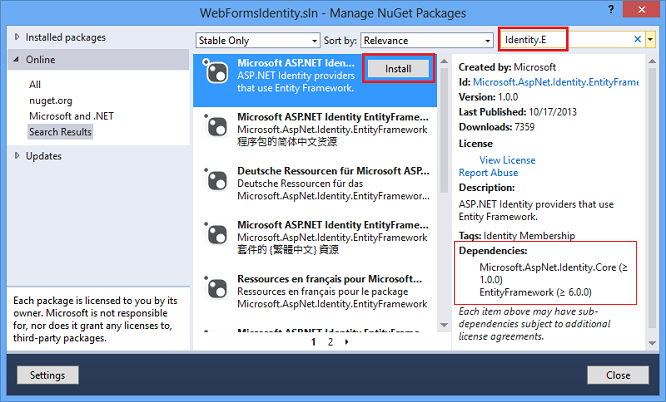 WebFormsIdentity.sln - Manage NuGet Packages
? ✕
Installed packages
Online
All
nuget.org
Microsoft and .NET
Search Results
Updates
Each package is licensed to you by its
owner. Microsoft is not responsible
for, nor does it grant any licenses to,
third-party packages.
Stable Only
Sort by: Relevance
Identity.E
Microsoft ASP.NET Iden...
ASP.NET Identity providers
that use Entity Framework.
Install
Microsoft ASP.NET Identity EntityFrame...
Microsoft.AspNet.Identity.EntityFramework
程序包的简体中文资源
Deutsche Ressourcen für Microsoft ASP...
Deutsche Ressourcen für das
Microsoft.AspNet.Identity.EntityFramewor...
Microsoft ASP.NET Identity EntityFrame...
Microsoft.AspNet.Identity.EntityFramework
套件的 {繁體中文} 資源
Ressources en français pour Microsoft...
Ressources en français pour le package
Microsoft.AspNet.Identity.EntityFramewor...
1 2
Created by: Microsoft
Id: Microsoft.AspNet.Identity.EntityFrame
Version: 1.0.0
Last Published: 10/17/2013
Downloads: 7359
License
View License
Report Abuse
Description:
ASP.NET Identity providers that use
Entity Framework.
Tags: Identity Membership
Dependencies:
Microsoft.AspNet.Identity.Core (≥
1.0.0)
EntityFramework (≥ 6.0.0)
Each item above may have sub-
dependencies subject to additional
license agreements.
Settings
Close